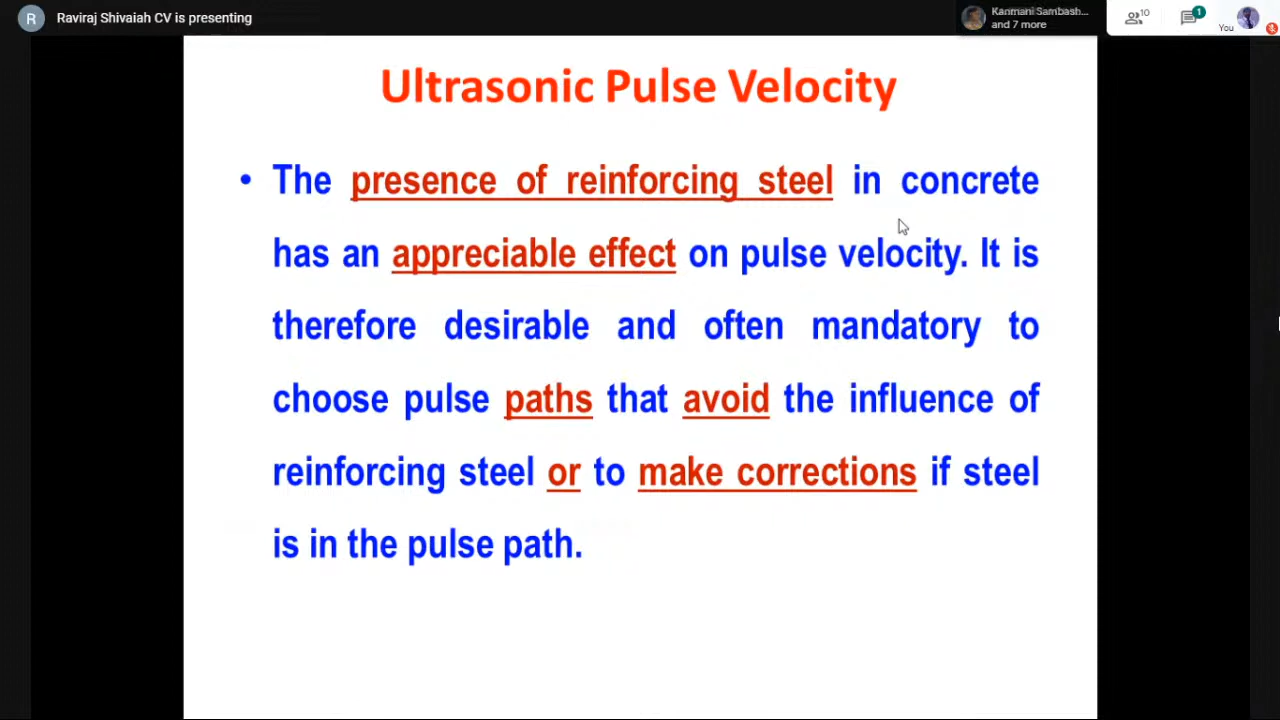 R
Raviraj Shivaiah CV is presenting
Kanmani Sambash...
and 7 more
10
1
You
Ultrasonic Pulse Velocity
• The presence of reinforcing steel in concrete
has an appreciable effect on pulse velocity. It is
therefore desirable and often mandatory to
choose pulse paths that avoid the influence of
reinforcing steel or to make corrections if steel
is in the pulse path.